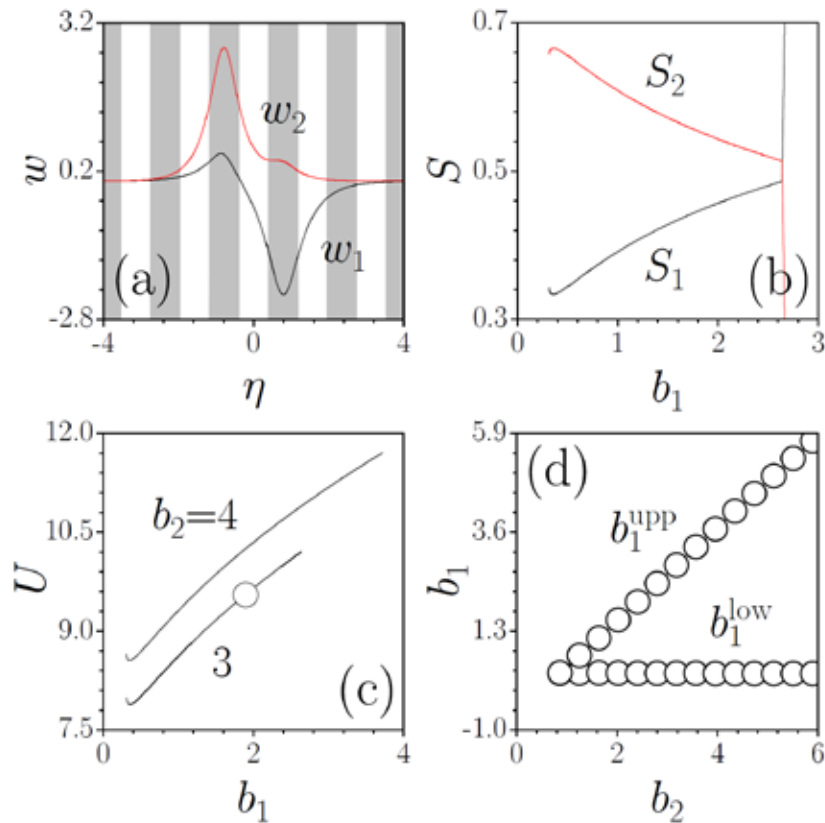 3.2
w
0.2
w₂
w₁
(a)
-2.8
-4 0 4
η
0.7
S
0.5
S₂
S₁
(b)
0.3
0 1 2 3
b₁
12.0
U
10.5
9.0
7.5
b₂=4
3
(c)
0 2 4
b₁
5.9
(d)
b₁
3.6
b₁ᵘᵖᵖ
1.3
b₁ˡᵒʷ
-1.0
0 2 4 6
b₂